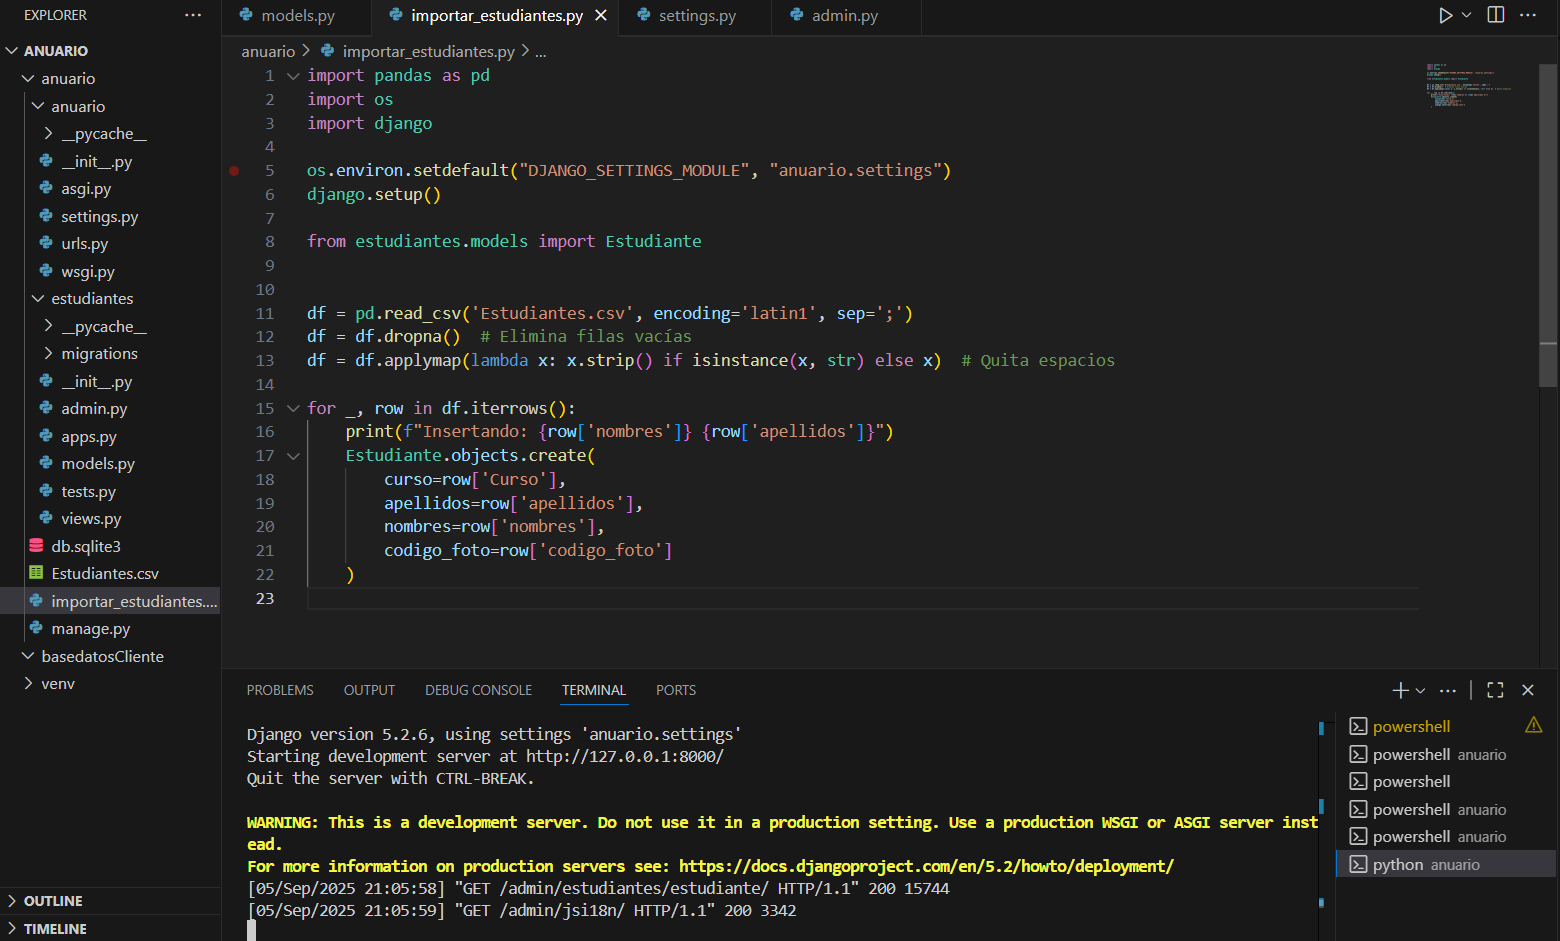 EXPLORER
ANUARIO
anuario
anuario
__pycache__
__init__.py
asgi.py
settings.py
urls.py
wsgi.py
estudiantes
__pycache__
migrations
__init__.py
admin.py
apps.py
models.py
tests.py
views.py
db.sqlite3
Estudiantes.csv
importar_estudiantes....
manage.py
basedatosCliente
venv
OUTLINE
TIMELINE
models.py
importar_estudiantes.py
settings.py
admin.py
anuario > importar_estudiantes.py > ...
1 import pandas as pd
2 import os
3 import django
4
5 os.environ.setdefault("DJANGO_SETTINGS_MODULE", "anuario.settings")
6 django.setup()
7
8 from estudiantes.models import Estudiante
9
10
11 df = pd.read_csv('Estudiantes.csv', encoding='latin1', sep=';')
12 df = df.dropna()  # Elimina filas vacías
13 df = df.applymap(lambda x: x.strip() if isinstance(x, str) else x)  # Quita espacios
14
15 for _, row in df.iterrows():
16     print(f"Insertando: {row['nombres']} {row['apellidos']}")
17     Estudiante.objects.create(
18         curso=row['Curso'],
19         apellidos=row['apellidos'],
20         nombres=row['nombres'],
21         codigo_foto=row['codigo_foto']
22     )
23
PROBLEMS OUTPUT DEBUG CONSOLE TERMINAL PORTS
Django version 5.2.6, using settings 'anuario.settings'
Starting development server at http://127.0.0.1:8000/
Quit the server with CTRL-BREAK.
WARNING: This is a development server. Do not use it in a production setting. Use a production WSGI or ASGI server inst
ead.
For more information on production servers see: https://docs.djangoproject.com/en/5.2/howto/deployment/
[05/Sep/2025 21:05:58] "GET /admin/estudiantes/estudiante/ HTTP/1.1" 200 15744
[05/Sep/2025 21:05:59] "GET /admin/jsi18n/ HTTP/1.1" 200 3342
powershell
powershell anuario
powershell
powershell anuario
powershell anuario
python anuario